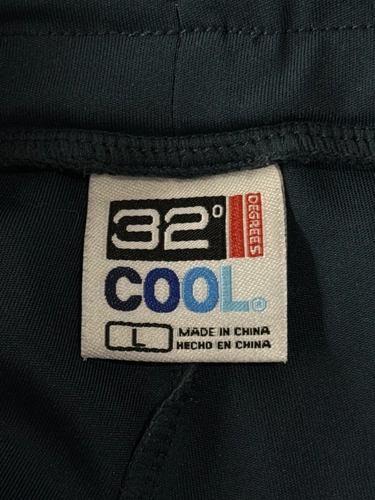 32° DEGREES
COOL®
L MADE IN CHINA
HECHO EN CHINA